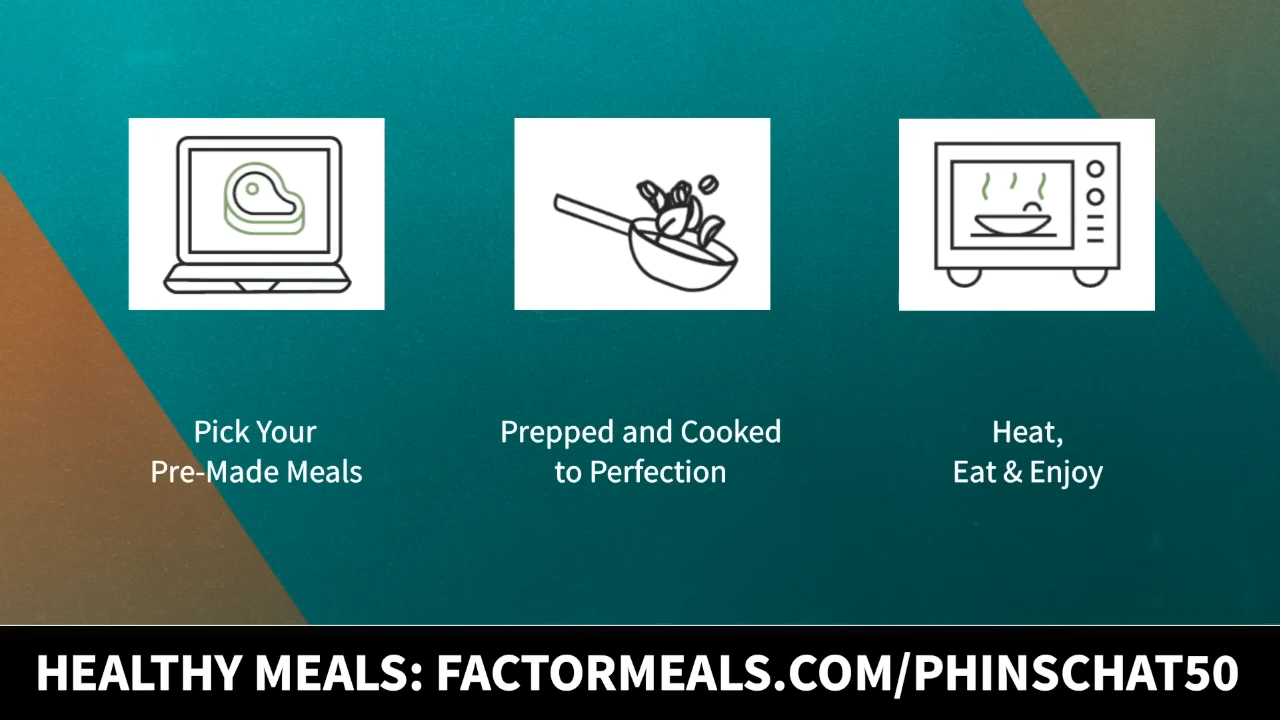 Pick Your
Pre-Made Meals
Prepped and Cooked
to Perfection
Heat,
Eat & Enjoy
HEALTHY MEALS: FACTORMEALS.COM/PHINSCHAT50